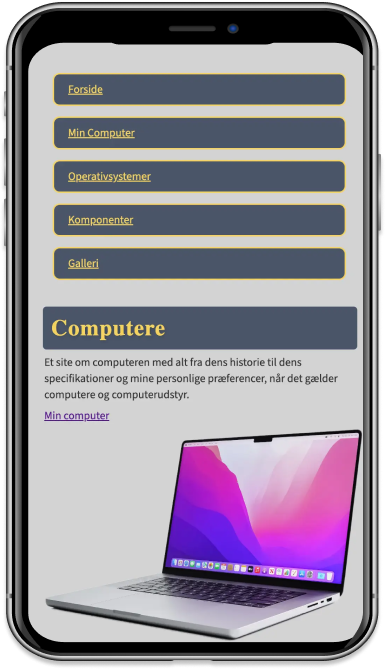 Forside
Min Computer
Operativsystemer
Komponenter
Galleri
Computere
Et site om computeren med alt fra dens historie til dens
specifikationer og mine personlige præferencer, når det gælder
computere og computerudstyr.
Min computer